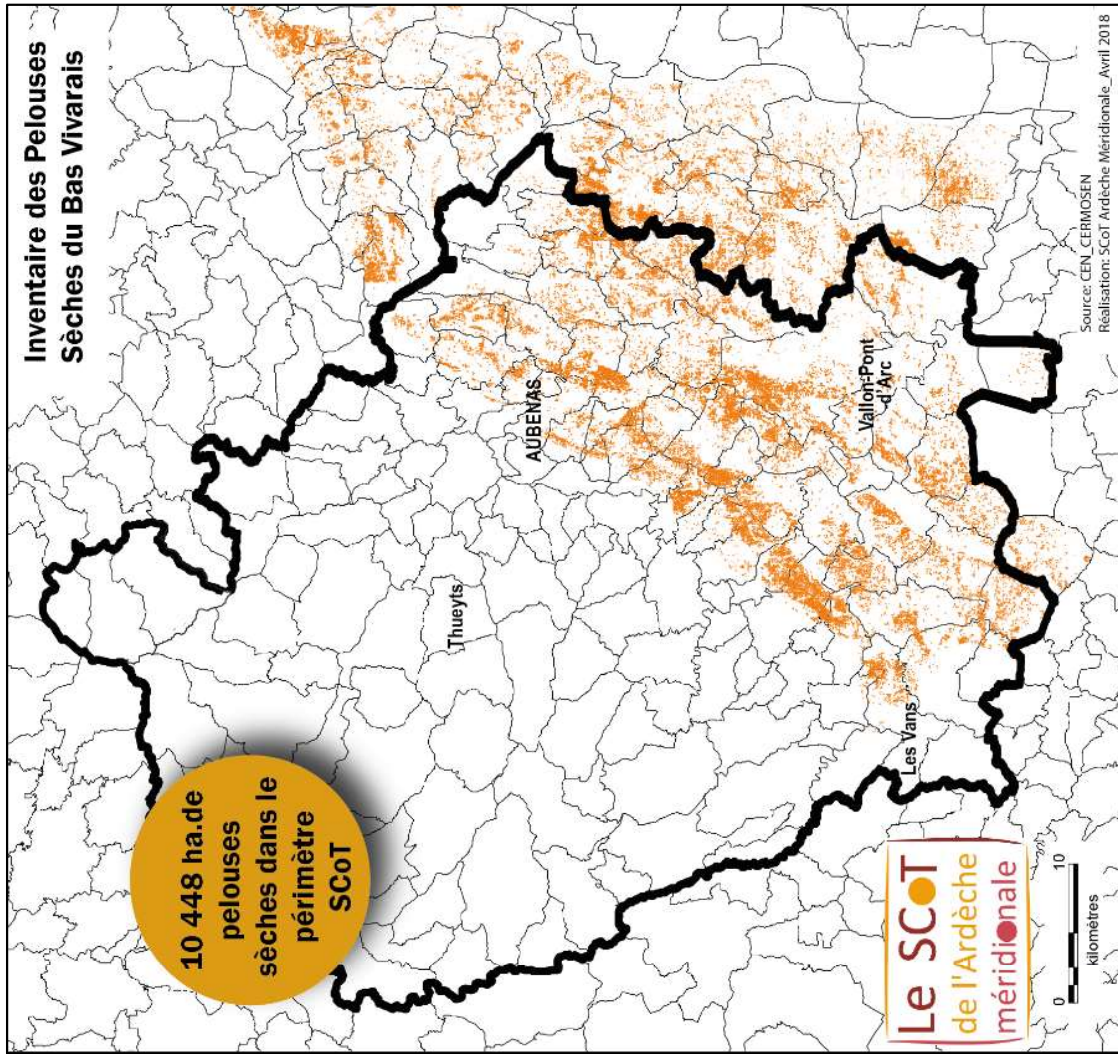 Inventaire des Pelouses
Sèches du Bas Vivarais
10 448 ha.de
pelouses
sèches dans le
périmètre
SCoT
Thueyts
AUBENAS
Vallon-Pont
d'Arc
Les Vans
Le SCoT
de l'Ardèche
méridionale
0
10
kilomètres
Source: CEN_CERMOSEN
Réalisation: SCoT Ardèche Méridionale_Avril 2018